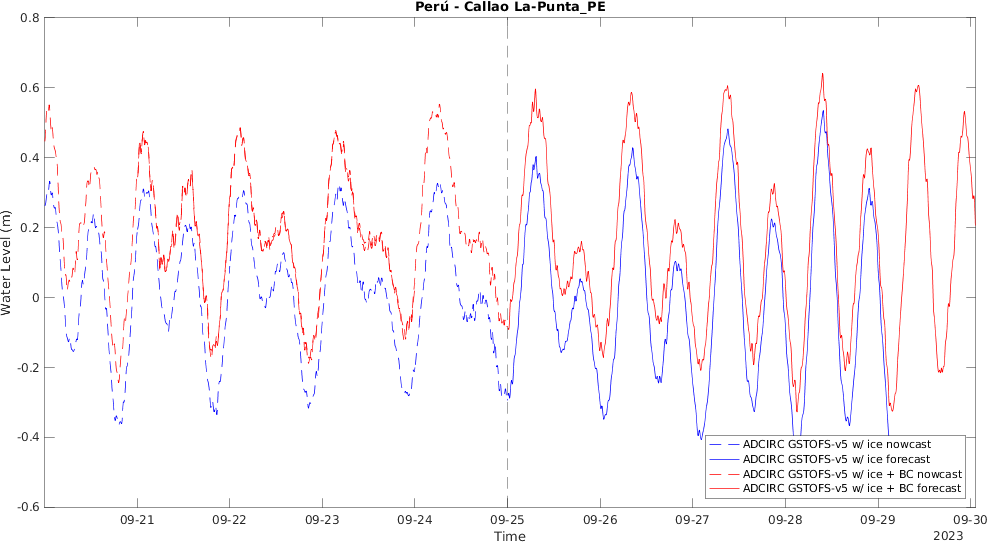 Perú - Callao La-Punta_PE
0.8
0.6
0.4
0.2
0
-0.2
-0.4
-0.6
Water Level (m)
ADCIRC GSTOFS-v5 w/ ice nowcast
ADCIRC GSTOFS-v5 w/ ice forecast
ADCIRC GSTOFS-v5 w/ ice + BC nowcast
ADCIRC GSTOFS-v5 w/ ice + BC forecast
09-21 09-22 09-23 09-24 09-25 09-26 09-27 09-28 09-29 09-30
Time
2023